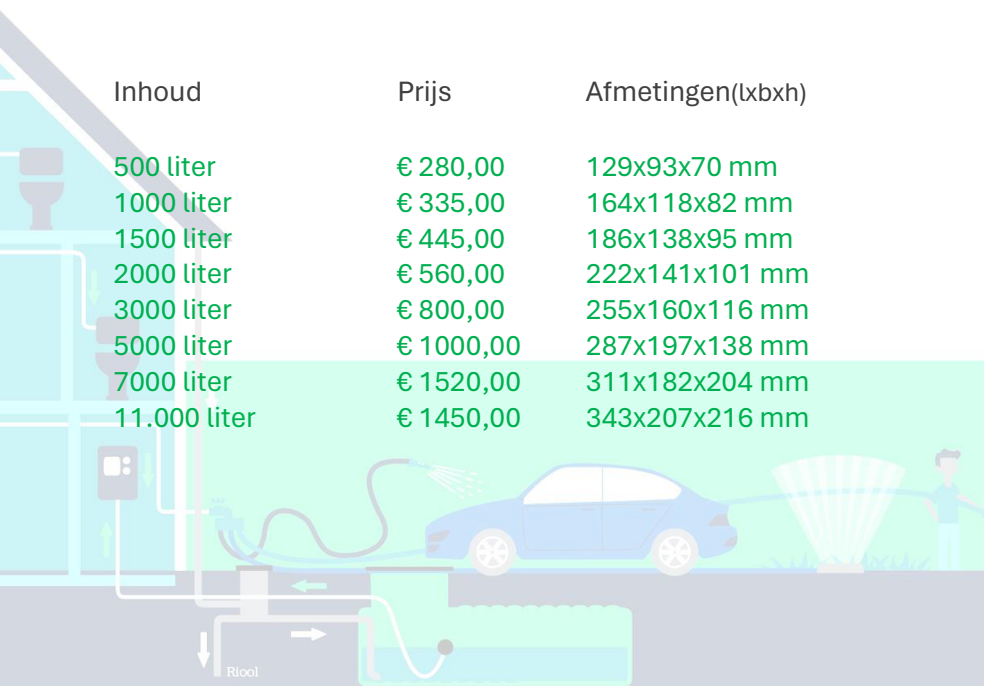 Inhoud Prijs Afmetingen(lxbxh)
500 liter € 280,00 129x93x70 mm
1000 liter € 335,00 164x118x82 mm
1500 liter € 445,00 186x138x95 mm
2000 liter € 560,00 222x141x101 mm
3000 liter € 800,00 255x160x116 mm
5000 liter € 1000,00 287x197x138 mm
7000 liter € 1520,00 311x182x204 mm
11.000 liter € 1450,00 343x207x216 mm
Riool